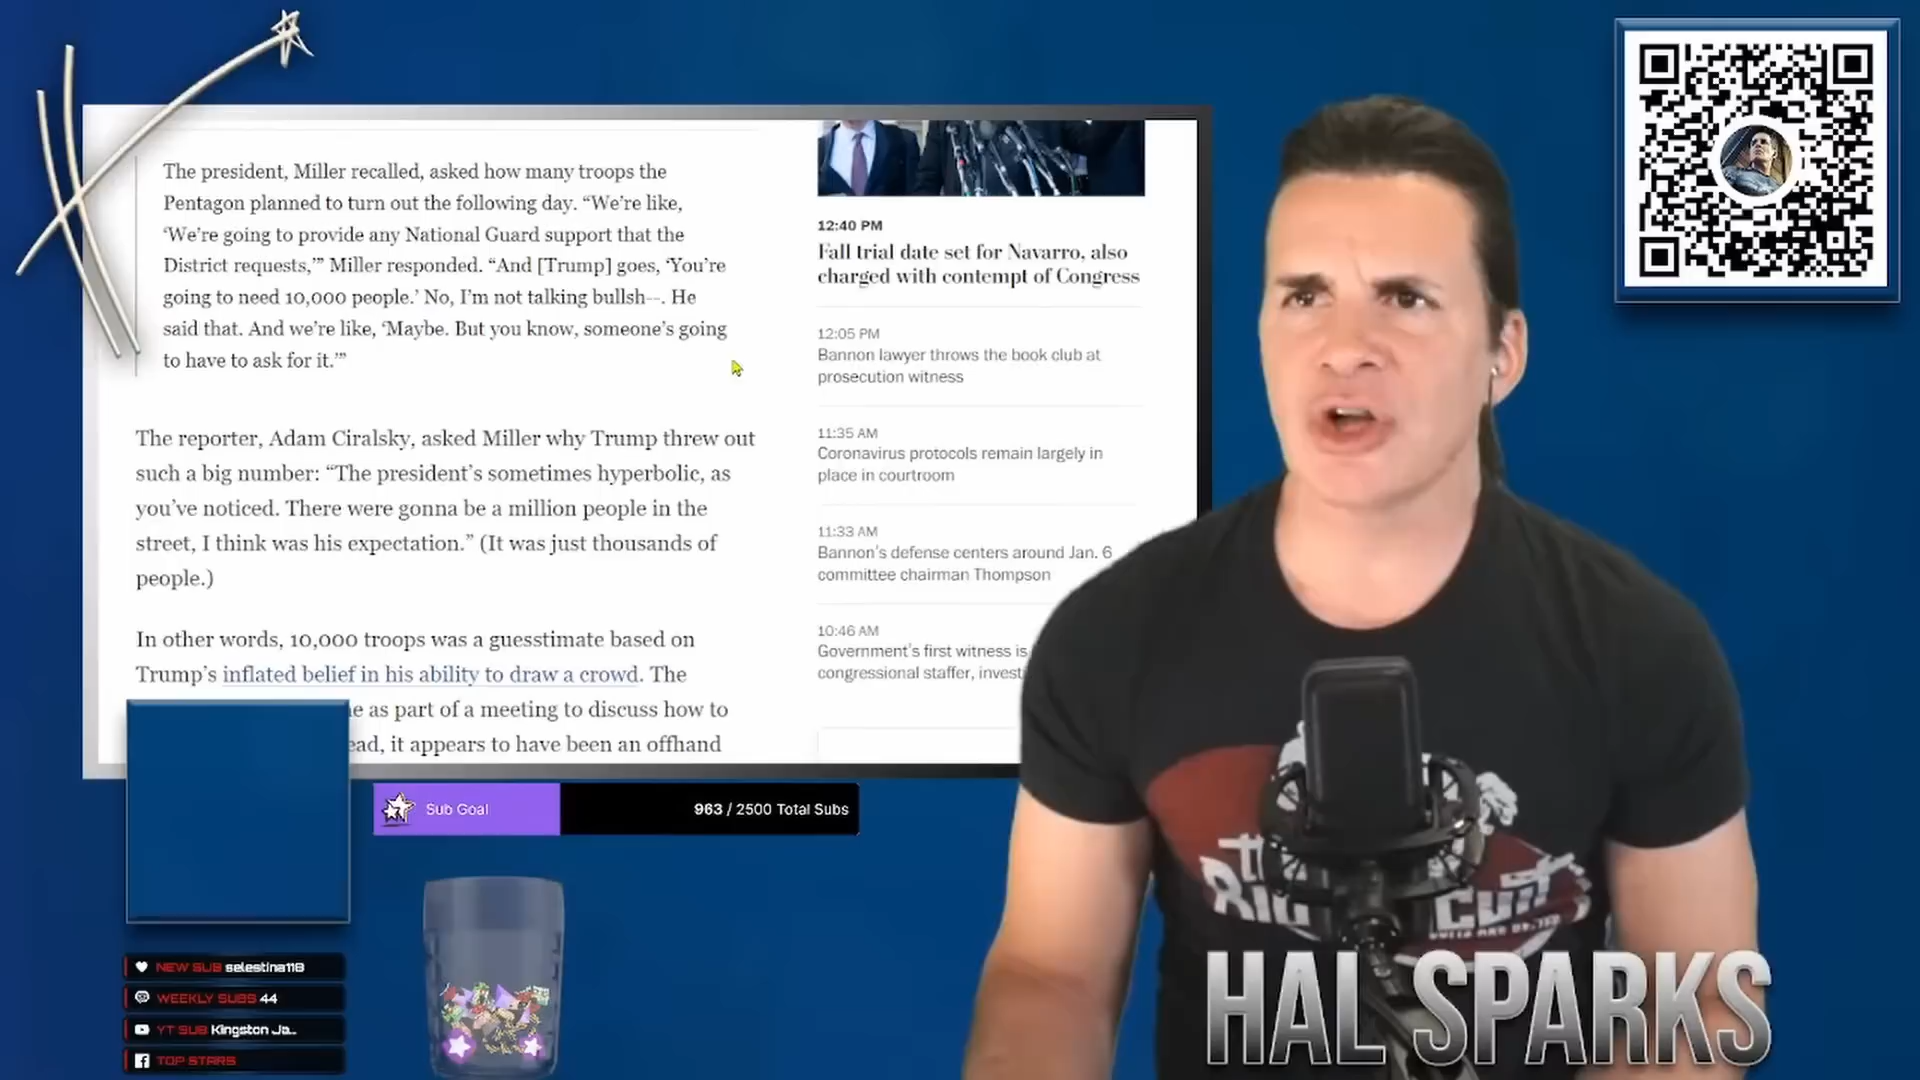 The president, Miller recalled, asked how many troops the
Pentagon planned to turn out the following day. “We’re like,
‘We’re going to provide any National Guard support that the
District requests,’” Miller responded. “And [Trump] goes, ‘You’re
going to need 10,000 people.’ No, I’m not talking bullsh--. He
said that. And we’re like, ‘Maybe. But you know, someone’s going
to have to ask for it.’”
The reporter, Adam Ciralsky, asked Miller why Trump threw out
such a big number: “The president’s sometimes hyperbolic, as
you’ve noticed. There were gonna be a million people in the
street, I think was his expectation.” (It was just thousands of
people.)
In other words, 10,000 troops was a guesstimate based on
Trump’s inflated belief in his ability to draw a crowd. The
as part of a meeting to discuss how to
it appears to have been an offhand
12:40 PM
Fall trial date set for Navarro, also
charged with contempt of Congress
12:05 PM
Bannon lawyer throws the book club at
prosecution witness
11:35 AM
Coronavirus protocols remain largely in
place in courtroom
11:33 AM
Bannon’s defense centers around Jan. 6
committee chairman Thompson
10:46 AM
Government’s first witness is
congressional staffer,
Sub Goal
963 / 2500 Total Subs
NEW SUB selestina118
WEEKLY SUBS 44
YT SUB Kingston Ja...
TOP STARS
HAL SPARKS